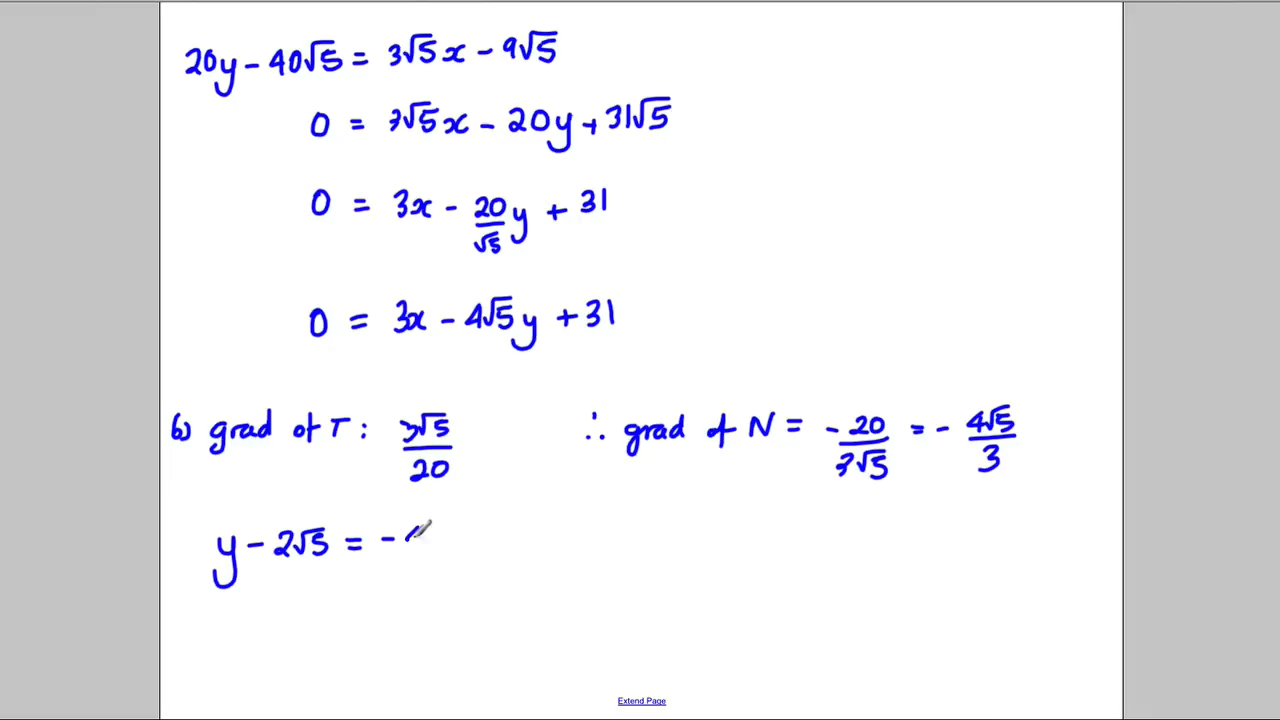 20y - 40√5 = 3√5x - 9√5
0 = 3√5x - 20y + 31√5
0 = 3x - 20/√5 y + 31
0 = 3x - 4√5y + 31
b) grad of T: 3√5/20 ∴ grad of N = -20/3√5 = - 4√5/3
y - 2√5 = -
Extend Page